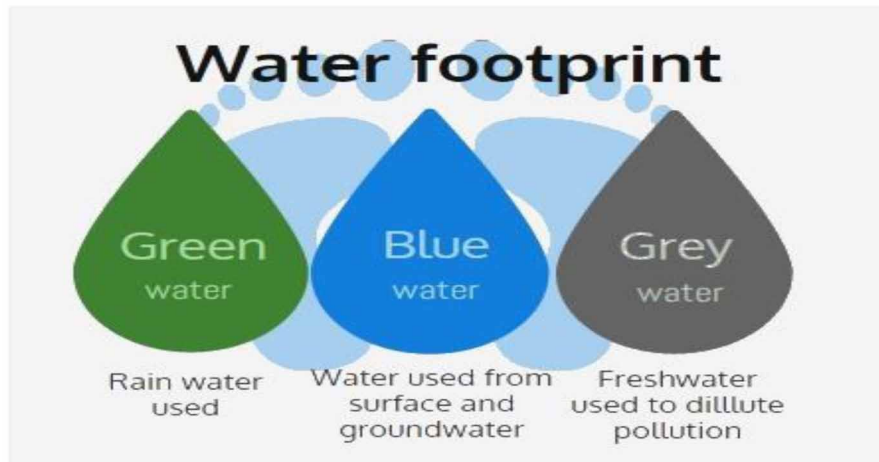 Water footprint
Green
water
Blue
water
Grey
water
Rain water
used
Water used from
surface and
groundwater
Freshwater
used to dilllute
pollution